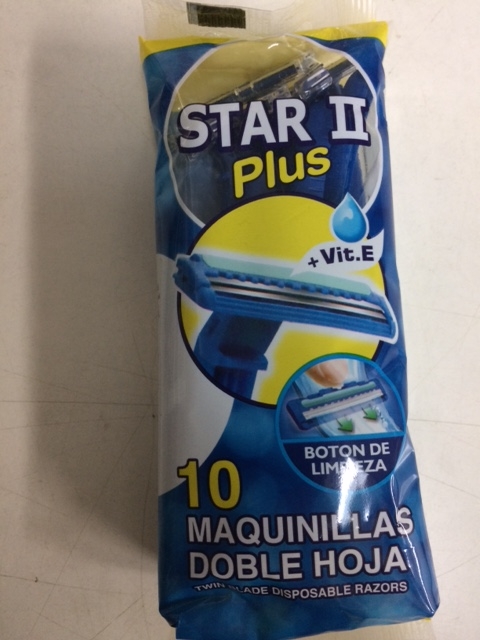 STAR II
Plus
+ Vit.E
BOTON DE
LIMPIEZA
10
MAQUINILLAS
DOBLE HOJA
TWIN BLADE DISPOSABLE RAZORS